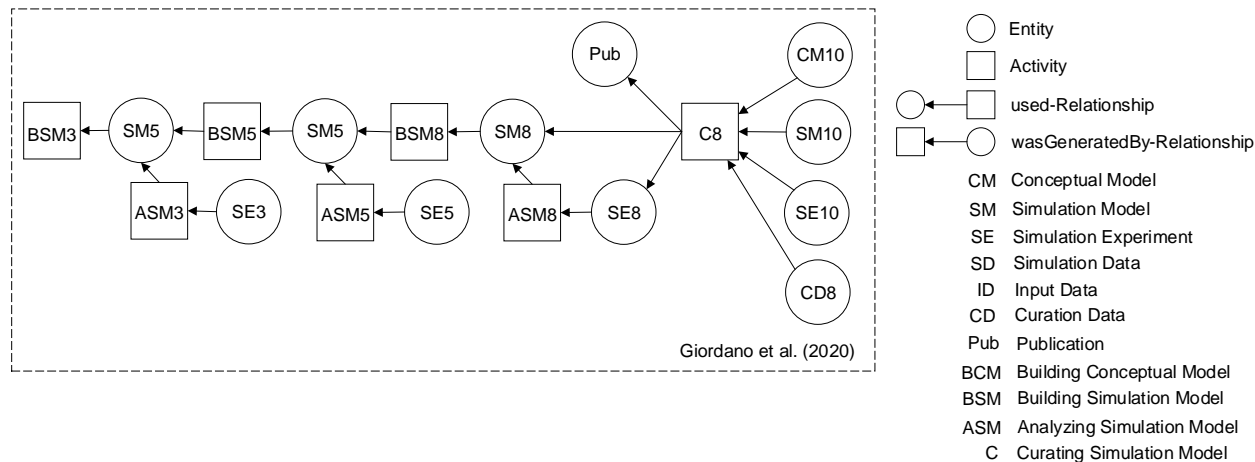 Pub
CM10
BSM3
SM5
BSM5
SM5
BSM8
SM8
C8
SM10
ASM3
SE3
ASM5
SE5
ASM8
SE8
SE10
CD8
Giordano et al. (2020)
Entity
Activity
used-Relationship
wasGeneratedBy-Relationship
CM Conceptual Model
SM Simulation Model
SE Simulation Experiment
SD Simulation Data
ID Input Data
CD Curation Data
Pub Publication
BCM Building Conceptual Model
BSM Building Simulation Model
ASM Analyzing Simulation Model
C Curating Simulation Model